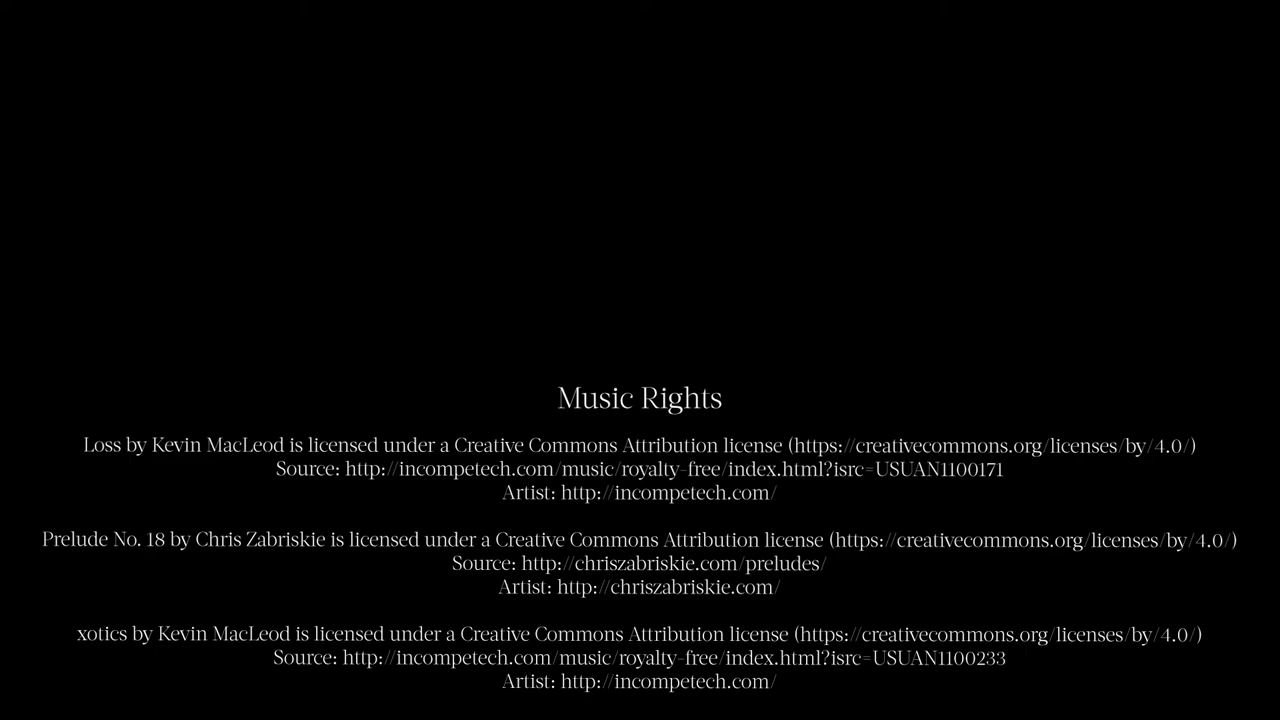 Music Rights
Loss by Kevin MacLeod is licensed under a Creative Commons Attribution license (https://creativecommons.org/licenses/by/4.0/)
Source: http://incompetech.com/music/royalty-free/index.html?isrc=USUAN1100171
Artist: http://incompetech.com/
Prelude No. 18 by Chris Zabriskie is licensed under a Creative Commons Attribution license (https://creativecommons.org/licenses/by/4.0/)
Source: http://chriszabriskie.com/preludes/
Artist: http://chriszabriskie.com/
xotics by Kevin MacLeod is licensed under a Creative Commons Attribution license (https://creativecommons.org/licenses/by/4.0/)
Source: http://incompetech.com/music/royalty-free/index.html?isrc=USUAN1100233
Artist: http://incompetech.com/